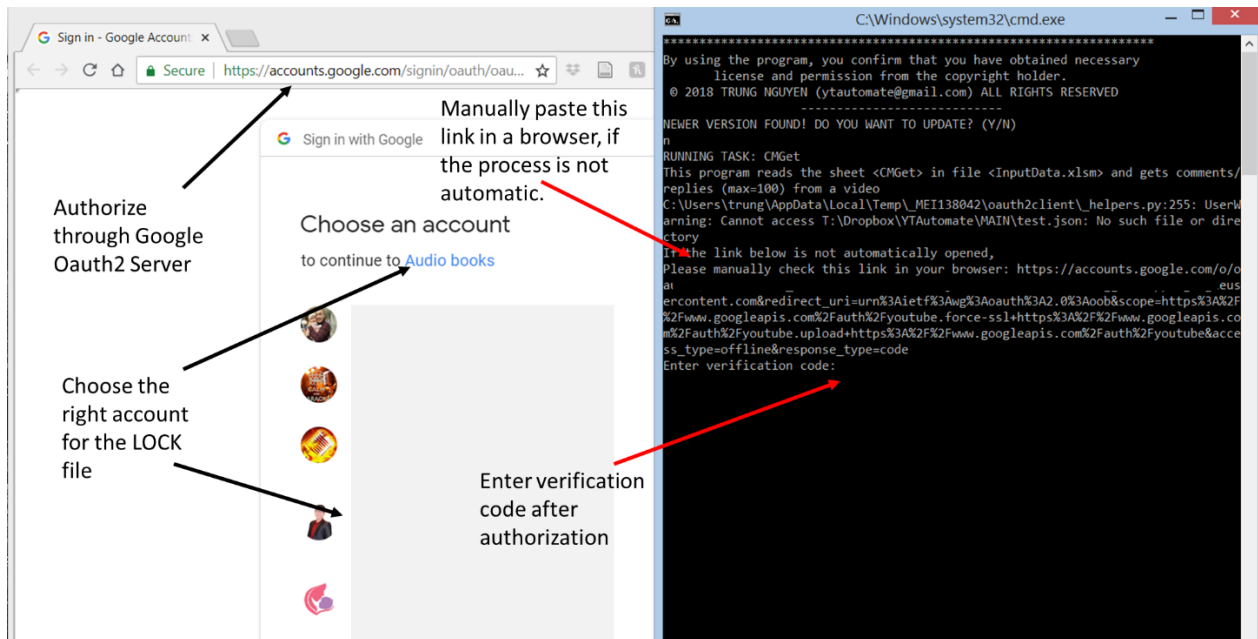 Sign in - Google Account
Secure
https://accounts.google.com/signin/oauth/oau...
Sign in with Google
Choose an account
to continue to Audio books
Authorize
through Google
Oauth2 Server
Choose the
right account
for the LOCK
file
Manually paste this
link in a browser, if
the process is not
automatic.
Enter verification
code after
authorization
C:\Windows\system32\cmd.exe
********************************************************************
By using the program, you confirm that you have obtained necessary
license and permission from the copyright holder.
© 2018 TRUNG NGUYEN (ytautomate@gmail.com) ALL RIGHTS RESERVED
----------------------------
NEWER VERSION FOUND! DO YOU WANT TO UPDATE? (Y/N)
n
RUNNING TASK: CMGet
This program reads the sheet <CMGet> in file <InputData.xlsm> and gets comments/
replies (max=100) from a video
C:\Users\trung\AppData\Local\Temp\_MEI138042\oauth2client\_helpers.py:255: UserW
arning: Cannot access T:\Dropbox\YTAutomate\MAIN\test.json: No such file or dire
ctory
If the link below is not automatically opened,
Please manually check this link in your browser: https://accounts.google.com/o/o
eus
ercontent.com&redirect_uri=urn%3Aietf%3Awg%3Aoauth%3A2.0%3Aoob&scope=https%3A%2F
%2Fwww.googleapis.com%2Fauth%2Fyoutube.force-ssl+https%3A%2F%2Fwww.googleapis.co
m%2Fauth%2Fyoutube.upload+https%3A%2F%2Fwww.googleapis.com%2Fauth%2Fyoutube&acce
ss_type=offline&response_type=code
Enter verification code: